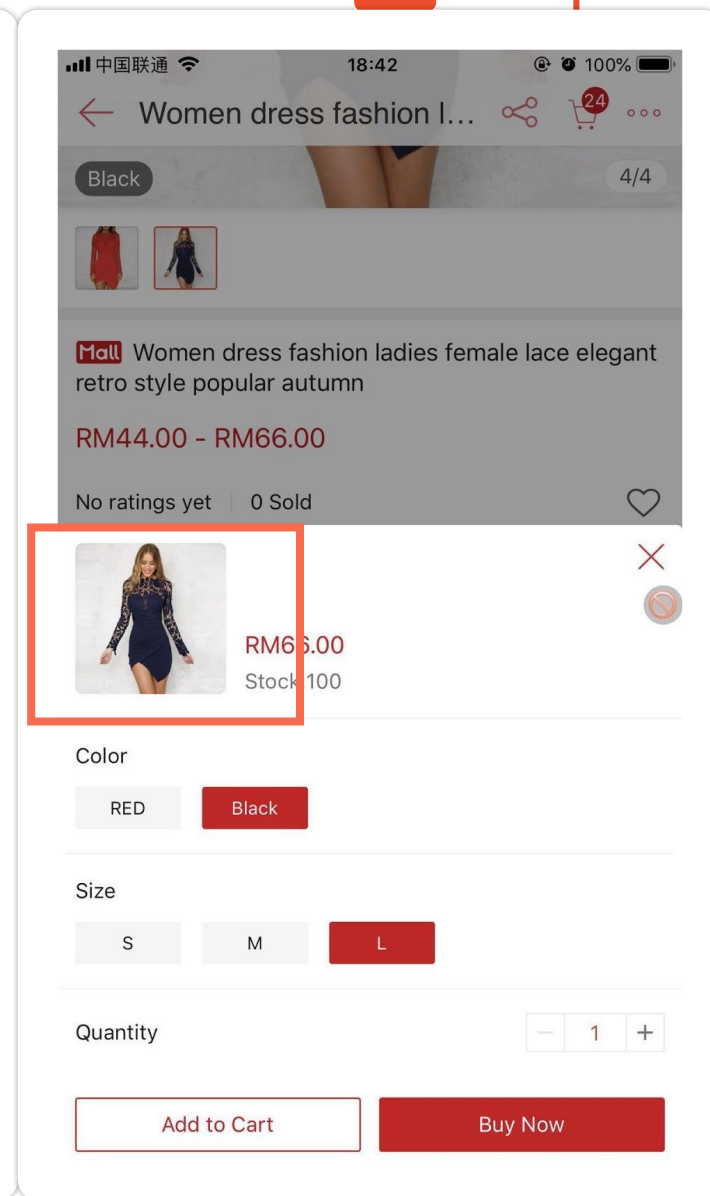 中国联通 18:42 100%
Women dress fashion l... 24
Black 4/4
Mall Women dress fashion ladies female lace elegant
retro style popular autumn
RM44.00 - RM66.00
No ratings yet 0 Sold
RM66.00
Stock:100
Color
RED Black
Size
S M L
Quantity 1
Add to Cart Buy Now